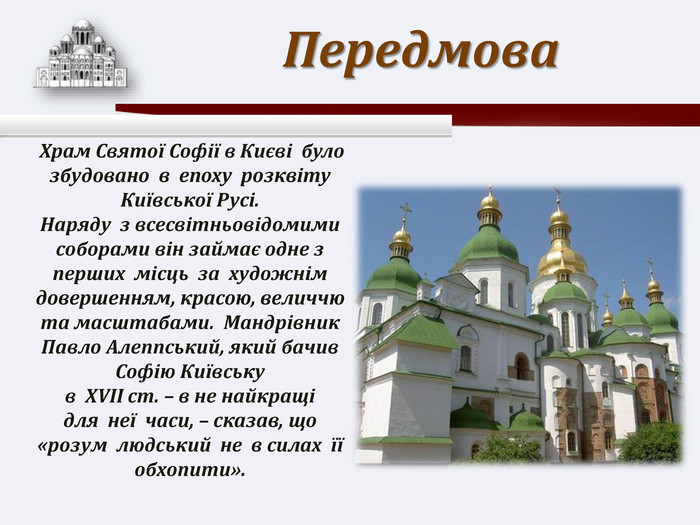 Передмова
Храм Святої Софії в Києві було
збудовано в епоху розквіту
Київської Русі.
Наряду з всесвітньовідомими
соборами він займає одне з
перших місць за художнім
довершенням, красою, величчю
та масштабами. Мандрівник
Павло Алеппський, який бачив
Софію Київську
в XVII ст. – в не найкращі
для неї часи, – сказав, що
«розум людський не в силах її
обхопити».